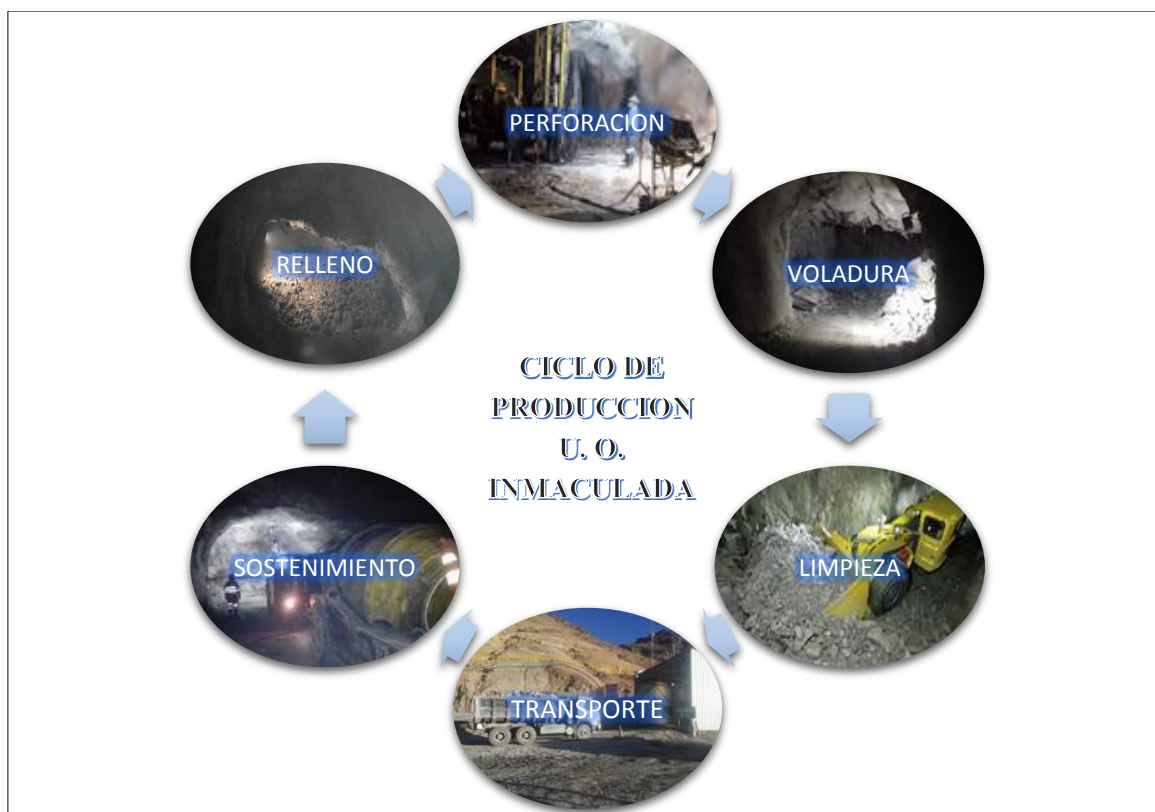 PERFORACION
VOLADURA
LIMPIEZA
TRANSPORTE
SOSTENIMIENTO
RELLENO
CICLO DE
PRODUCCION
U. O.
INMACULADA